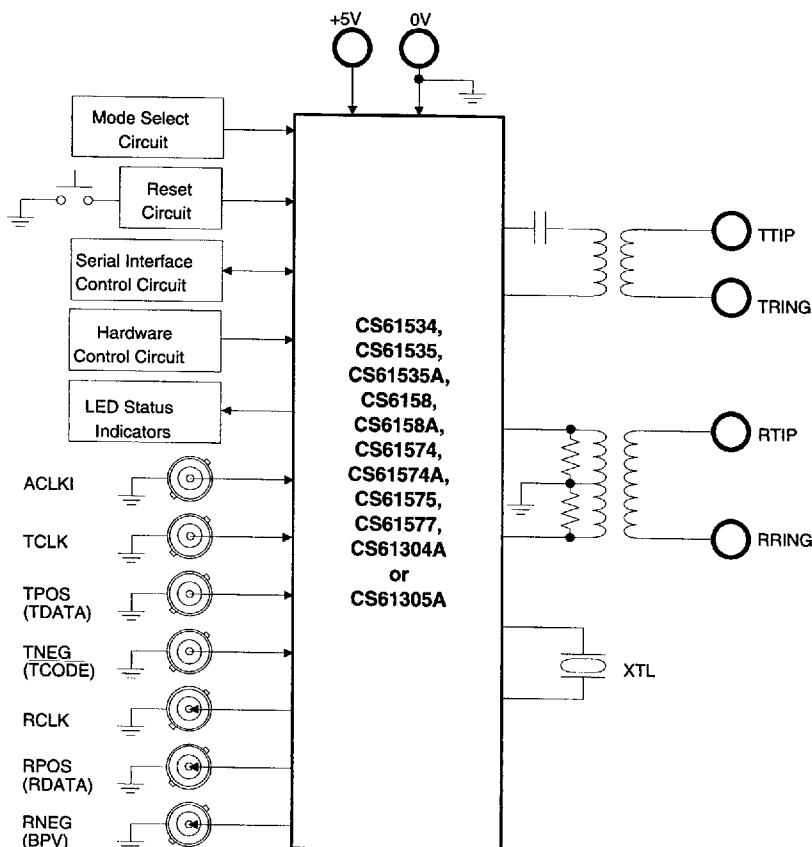 +5V
0V
Mode Select
Circuit
Reset
Circuit
Serial Interface
Control Circuit
Hardware
Control Circuit
LED Status
Indicators
ACLKI
TCLK
TPOS
(TDATA)
TNEG
(TCODE)
RCLK
RPOS
(RDATA)
RNEG
(BPV)
CS61534,
CS61535,
CS61535A,
CS6158,
CS6158A,
CS61574,
CS61574A,
CS61575,
CS61577,
CS61304A
or
CS61305A
TTIP
TRING
RTIP
RRING
XTL